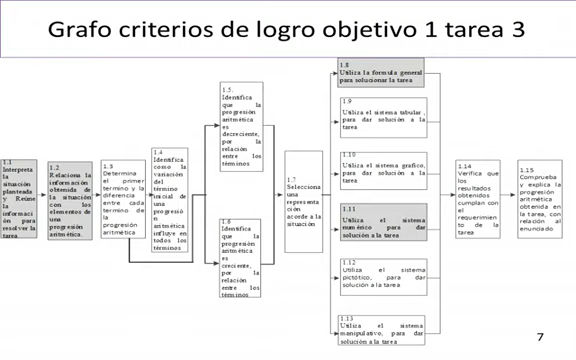 Grafo criterios de logro objetivo 1 tarea 3
1.1
Interpreta
la
situación
planteada
y Reúne
la
informaci
ón para
resolver la
tarea
1.2
Relaciona la
información
obtenida de
la situación
con los
elementos de
una
progresión
aritmética.
1.3
Determina
el primer
termino y la
diferencia
entre cada
termino de
la
progresión
aritmética
1.4
Identifica
como la
variación
del
término
inicial de
una
progresió
n
aritmética
influye en
todos los
términos
1.5.
Identifica
que la
progresión
aritmética
es
decreciente,
por la
relación
entre los
términos
1.6
Identifica
que la
progresión
aritmética
es
creciente,
por la
relación
entre los
términos
1.7
Selecciona
una
representa
ción
acorde a la
situación
1.8
Utiliza la formula general
para solucionar la tarea
1.9
Utiliza el sistema tabular,
para dar solución a la
tarea
1.10
Utiliza el sistema grafico,
para dar solución a la
tarea
1.11
Utiliza el sistema
numérico para dar
solución a la tarea
1.12
Utiliza el sistema
pictótico, para dar
solución a la tarea
1.13
Utiliza el sistema
manipulativo, para dar
solución a la tarea
1.14
Verifica que
los
resultados
obtenidos
cumplan con
el
requerimien
to de la
tarea
1.15
Comprueba
y explica la
progresión
aritmética
obtenida en
la tarea, con
relación al
enunciado
7